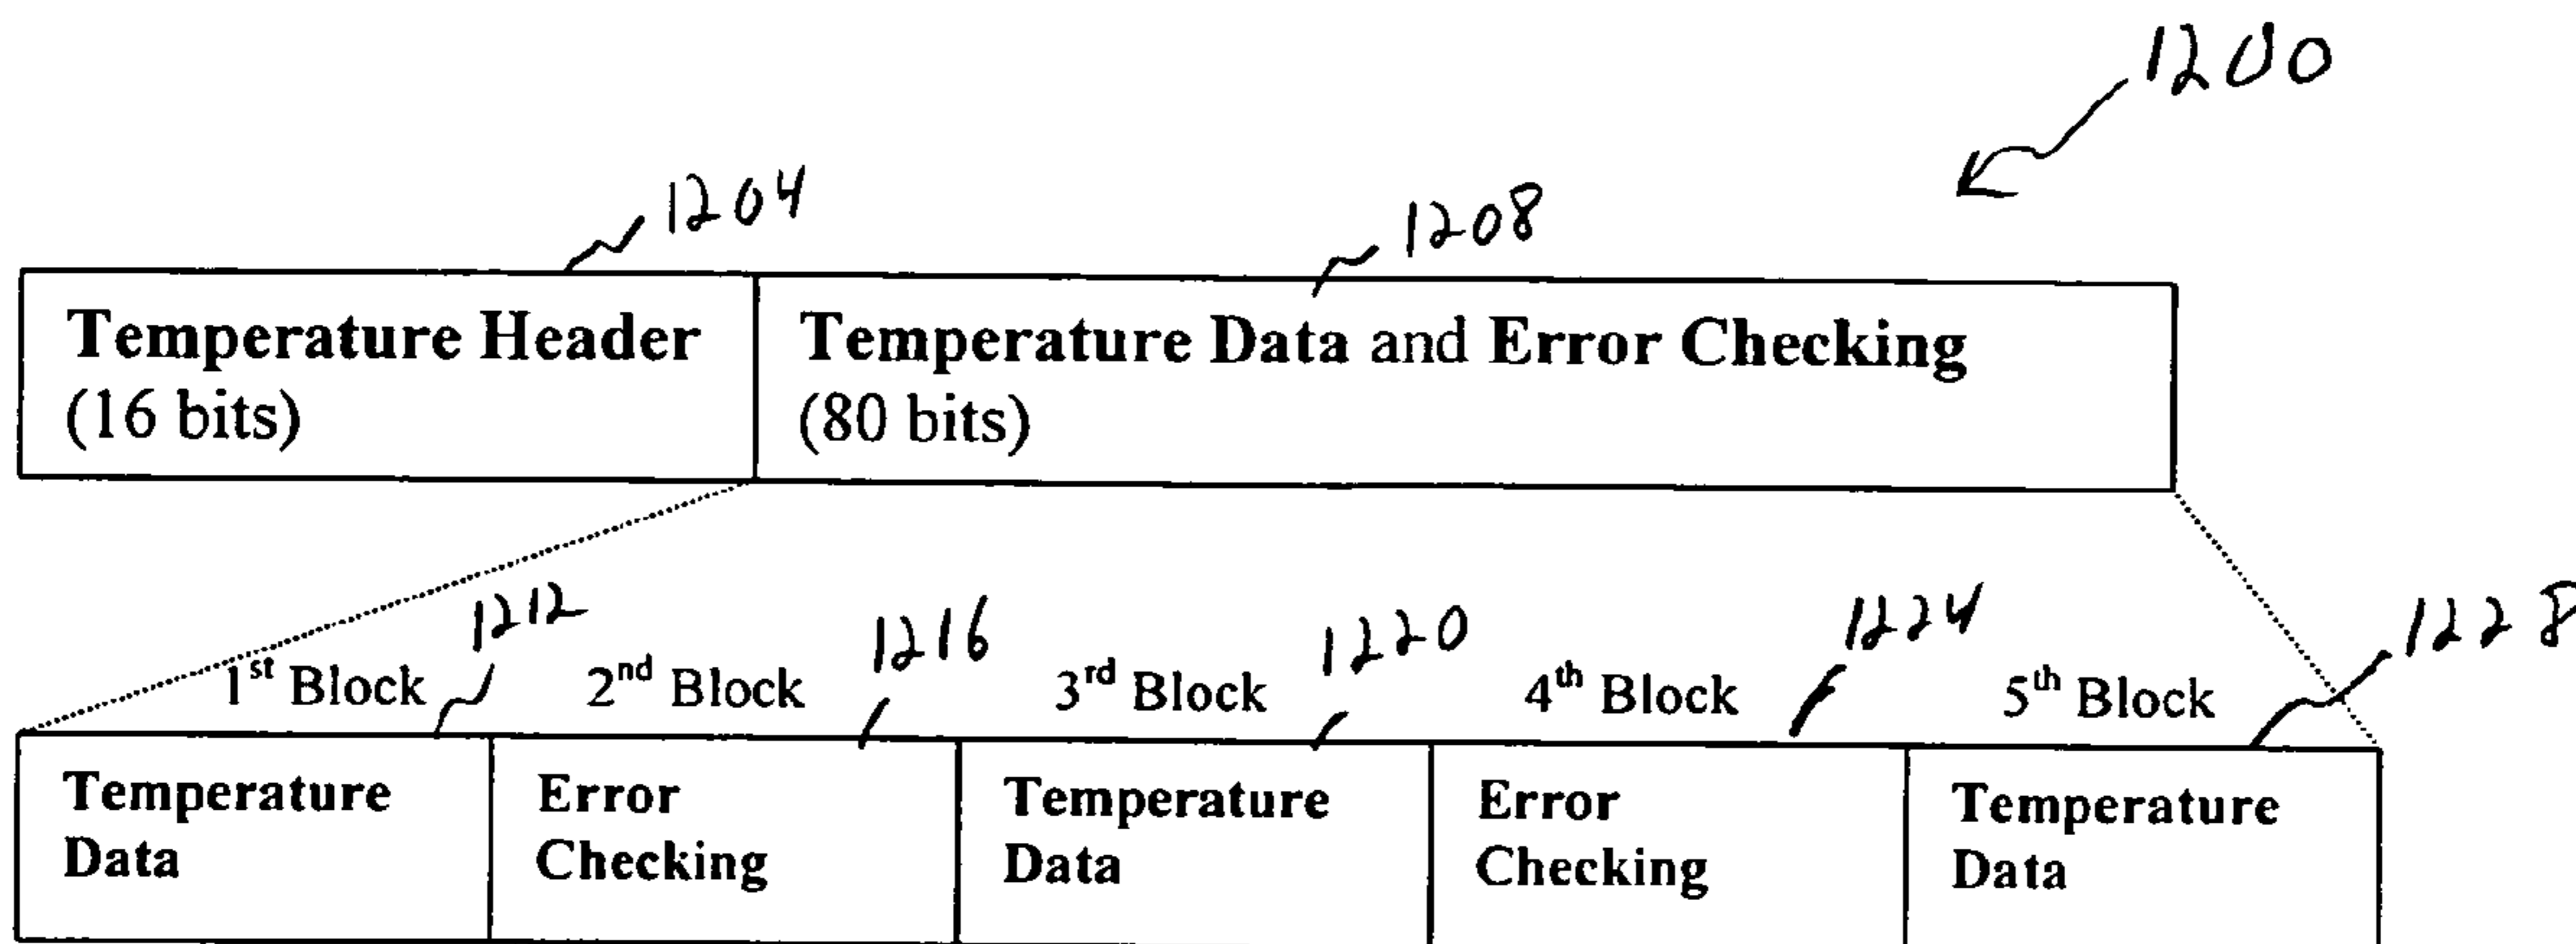 1200
1204
1208
Temperature Header
(16 bits)
Temperature Data and Error Checking
(80 bits)
1212
1216
1220
1224
1228
1st Block
2nd Block
3rd Block
4th Block
5th Block
Temperature
Data
Error
Checking
Temperature
Data
Error
Checking
Temperature
Data